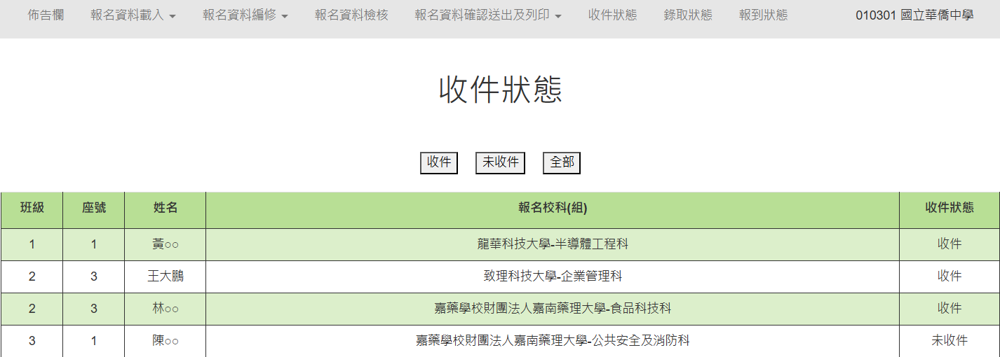 佈告欄 報名資料載入 報名資料編修 報名資料檢核 報名資料確認送出及列印 收件狀態 錄取狀態 報到狀態 010301 國立華僑中學
收件狀態
收件 未收件 全部
班級 座號 姓名 報名校科(組) 收件狀態
1 1 黃○○ 龍華科技大學-半導體工程科 收件
2 3 王大鵬 致理科技大學-企業管理科 收件
2 3 林○○ 嘉藥學校財團法人嘉南藥理大學-食品科技科 收件
3 1 陳○○ 嘉藥學校財團法人嘉南藥理大學-公共安全及消防科 未收件